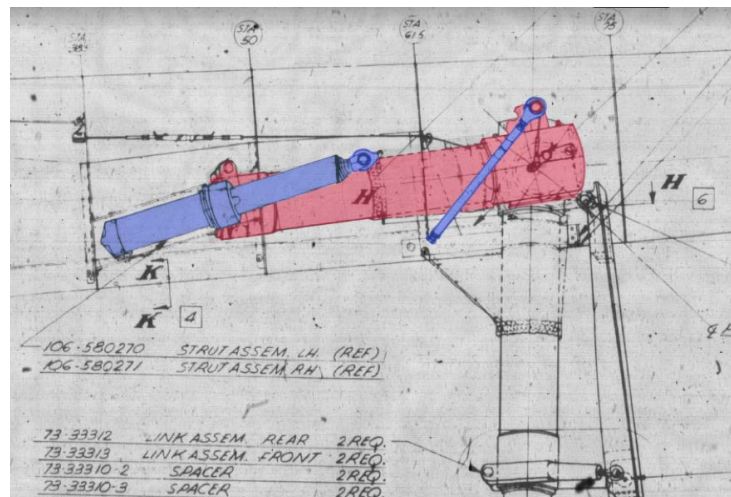 STA 50
STA 61.5
STA 75
H
H
6
K
K
4
106-580270 STRUT ASSEM. LH. (REF)
106-580271 STRUT ASSEM. RH. (REF)
73-33312 LINK ASSEM. REAR 2 REQ.
73-33313 LINK ASSEM. FRONT 2 REQ.
73-33310-2 SPACER 2 REQ.
73-33310-3 SPACER 2 REQ.